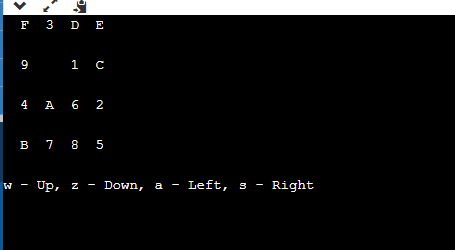 F 3 D E
9   1 C
4 A 6 2
B 7 8 5
w - Up, z - Down, a - Left, s - Right